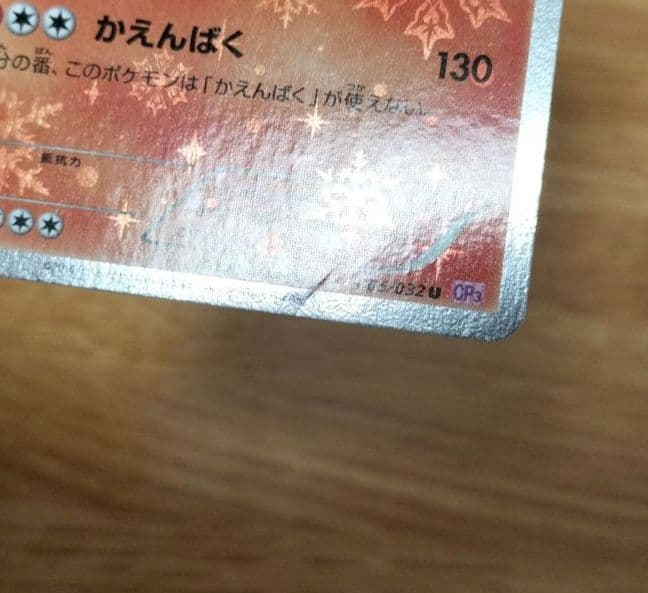 かえんばく 130
の番、このポケモンは「かえんばく」が使えない。
抵抗力
05/032 U CP3